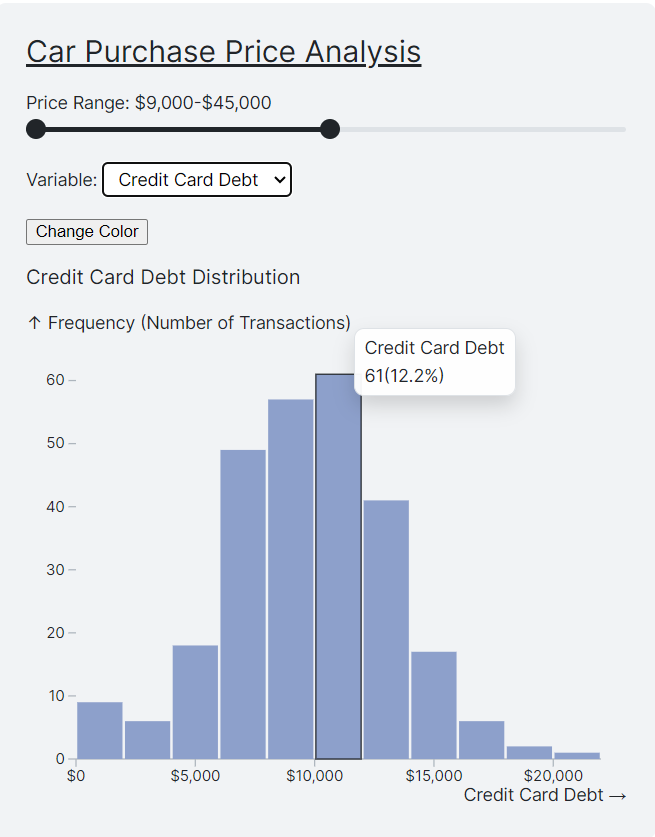 Car Purchase Price Analysis
Price Range: $9,000-$45,000
Variable: Credit Card Debt
Change Color
Credit Card Debt Distribution
↑ Frequency (Number of Transactions)
Credit Card Debt
61(12.2%)
60
50
40
30
20
10
0
$0 $5,000 $10,000 $15,000 $20,000
Credit Card Debt →